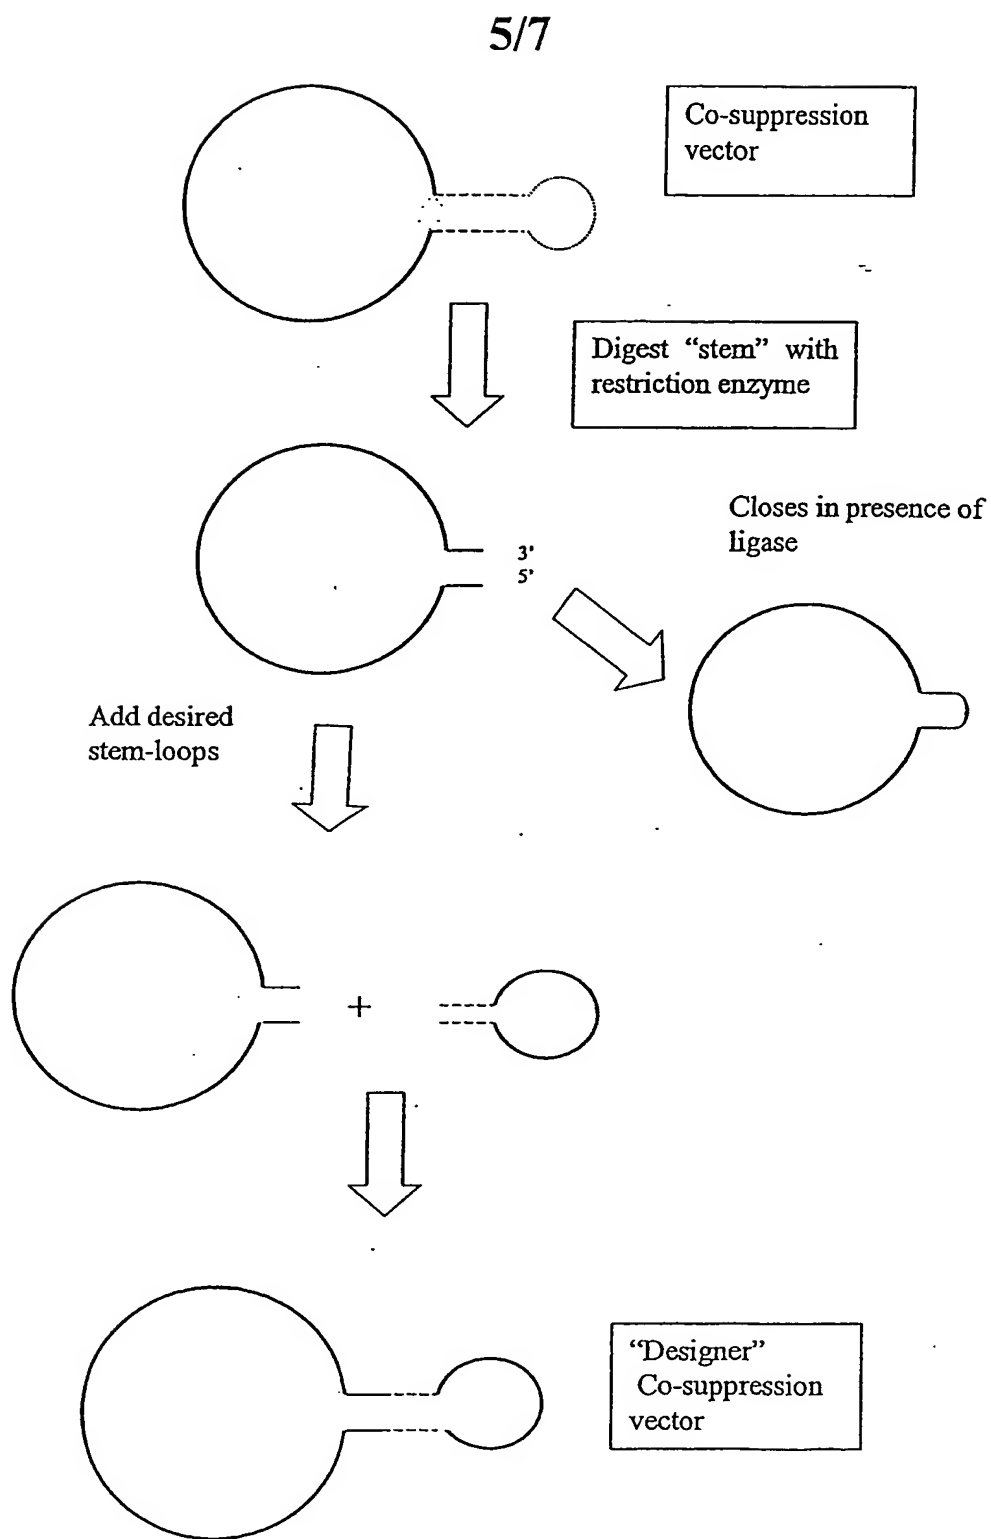 5/7
Co-suppression
vector
Digest "stem" with
restriction enzyme
Closes in presence of
ligase
3'
5'
Add desired
stem-loops
+
"Designer"
Co-suppression
vector